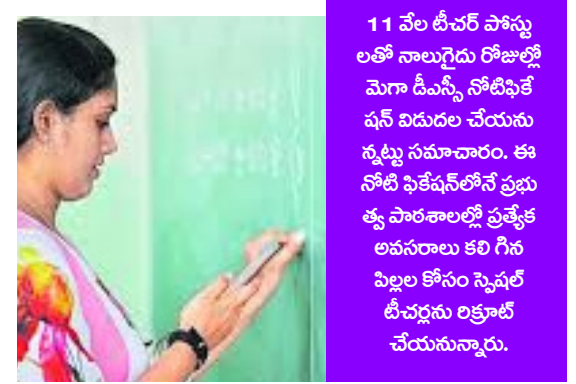 11 వేల టీచర్ పోస్టు
లతో నాలుగైదు రోజుల్లో
మెగా డీఎస్సీ నోటిఫికే
షన్ విడుదల చేయను
న్నట్టు సమాచారం. ఈ
నోటి ఫికేషన్‌లోనే ప్రభు
త్వ పాఠశాలల్లో ప్రత్యేక
అవసరాలు కలి గిన
పిల్లల కోసం స్పెషల్
టీచర్లను రిక్రూట్
చేయనున్నారు.